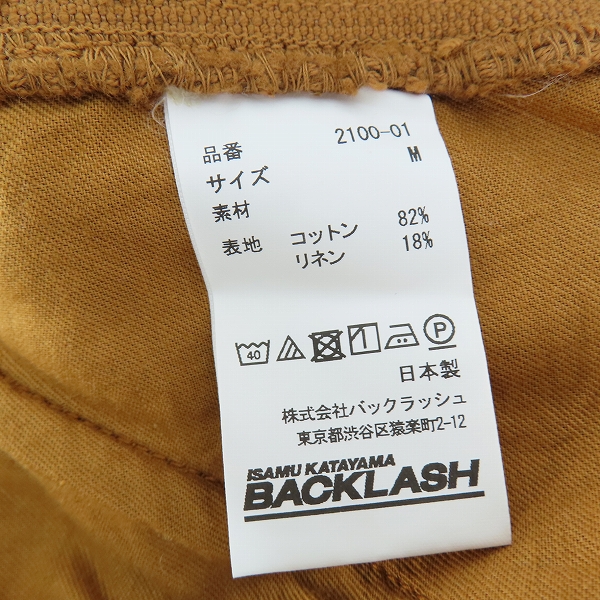 品番 2100-01
サイズ M
素材
表地 コットン 82%
リネン 18%
40 P
日本製
株式会社バックラッシュ
東京都渋谷区猿楽町2-12
ISAMU KATAYAMA
BACKLASH